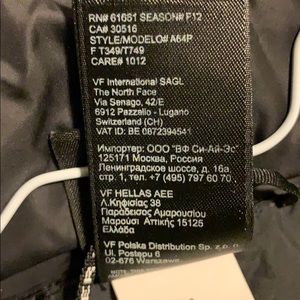 RN# 61661 SEASON# F12
CA# 30516
STYLE/MODELO# A64P
F T349/T749
CARE# 1012
VF International SAGL
The North Face
Via Senago, 42/E
6912 Pazzallo - Lugano
Switzerland (CH)
VAT ID: BE 0872394541
Импортер: ООО "ВФ Си-Ай-Эс"
125171 Москва, Россия
Ленинградское шоссе, д. 16а,
стр. 1, тел. +7 (495) 797 60 70
VF HELLAS AEE
Λ.Κηφισίας 38
Παράδεισος Αμαρουσίου
Μαρούσι Αττικής 15125
Ελλάδα
VF Polska Distribution Sp. z o.o.
Ul. Postępu 6
02-676 Warszawa